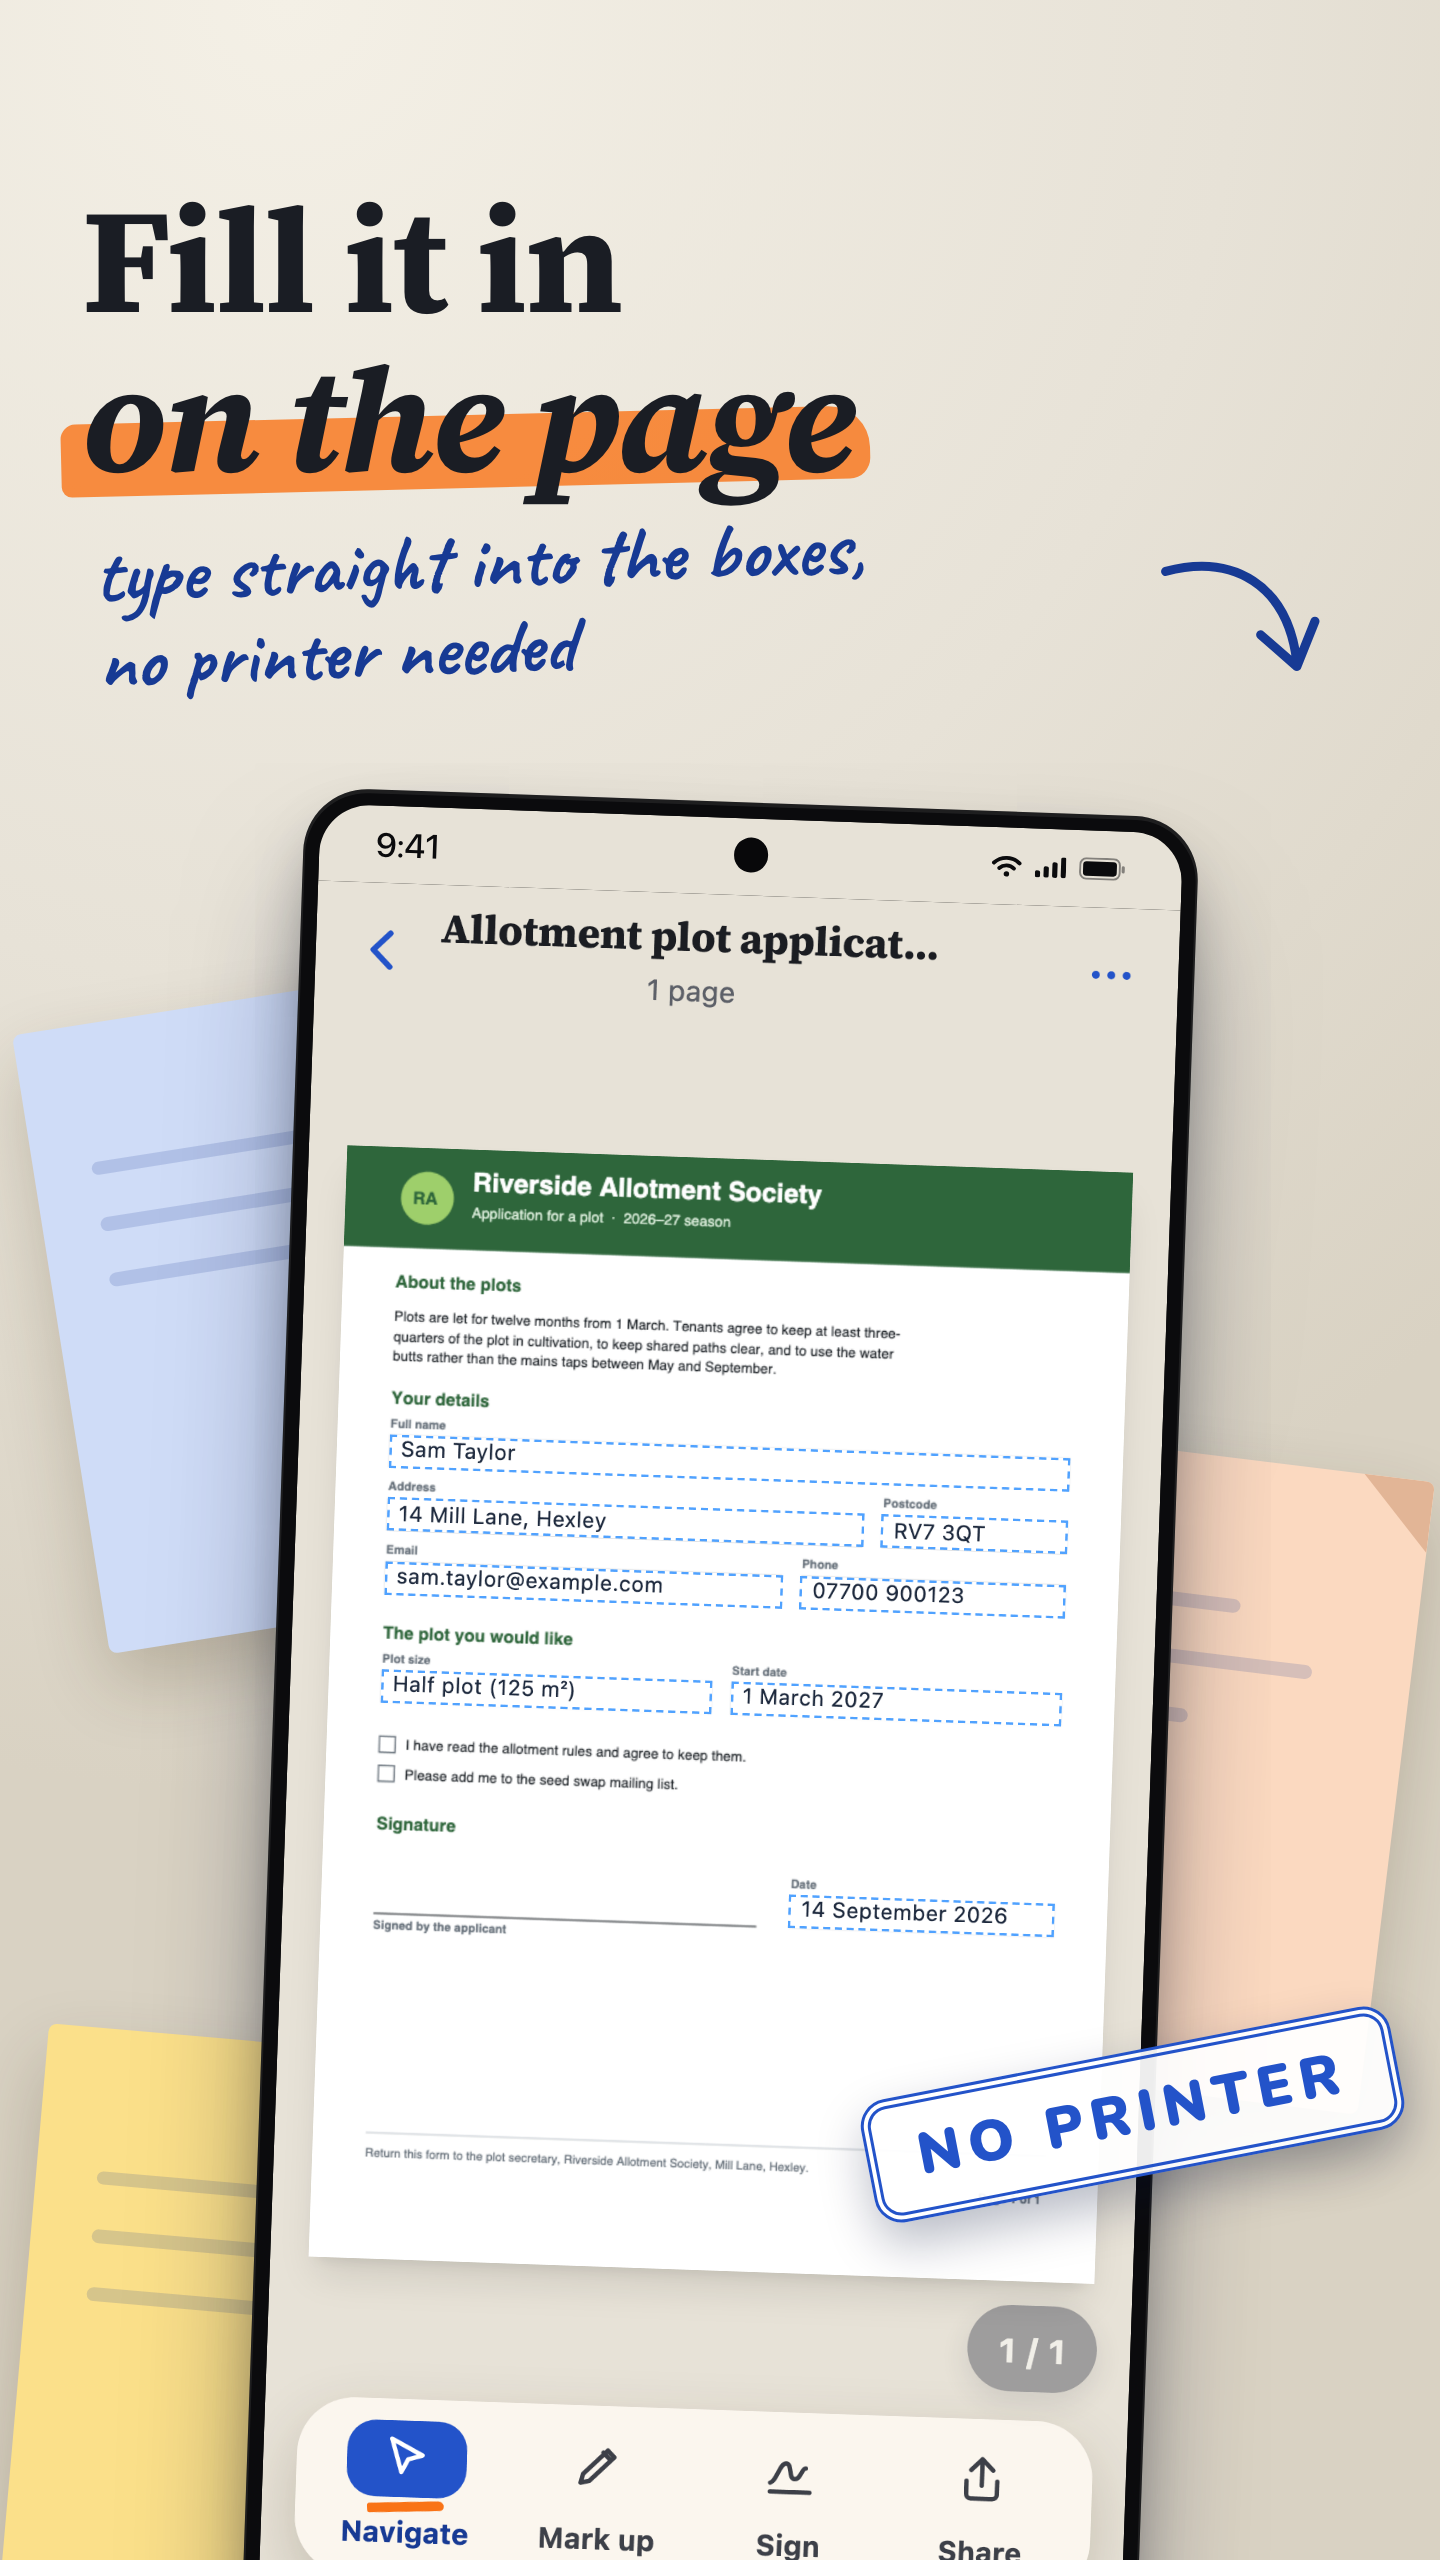 Fill it in
on the page
type straight into the boxes,
no printer needed
9:41
Allotment plot applicat...
1 page
RA
Riverside Allotment Society
Application for a plot · 2026–27 season
About the plots
Plots are let for twelve months from 1 March. Tenants agree to keep at least three-
quarters of the plot in cultivation, to keep shared paths clear, and to use the water
butts rather than the mains taps between May and September.
Your details
Full name
Sam Taylor
Address
Postcode
14 Mill Lane, Hexley
RV7 3QT
Email
Phone
sam.taylor@example.com
07700 900123
The plot you would like
Plot size
Start date
Half plot (125 m²)
1 March 2027
I have read the allotment rules and agree to keep them.
Please add me to the seed swap mailing list.
Signature
Date
14 September 2026
Signed by the applicant
NO PRINTER
Return this form to the plot secretary, Riverside Allotment Society, Mill Lane, Hexley.
1 / 1
Navigate
Mark up
Sign
Share